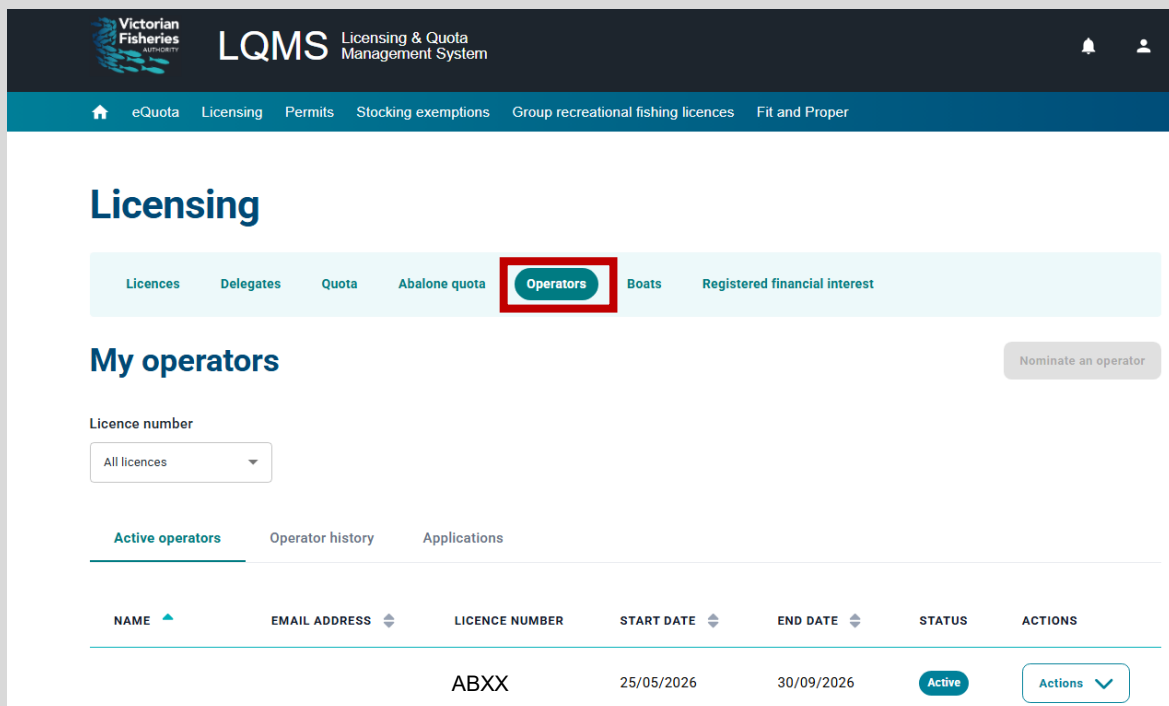 Victorian
Fisheries
AUTHORITY
LQMS Licensing & Quota
Management System
eQuota Licensing Permits Stocking exemptions Group recreational fishing licences Fit and Proper
Licensing
Licences Delegates Quota Abalone quota Operators Boats Registered financial interest
My operators Nominate an operator
Licence number
All licences
Active operators Operator history Applications
NAME EMAIL ADDRESS LICENCE NUMBER START DATE END DATE STATUS ACTIONS
ABXX 25/05/2026 30/09/2026 Active Actions